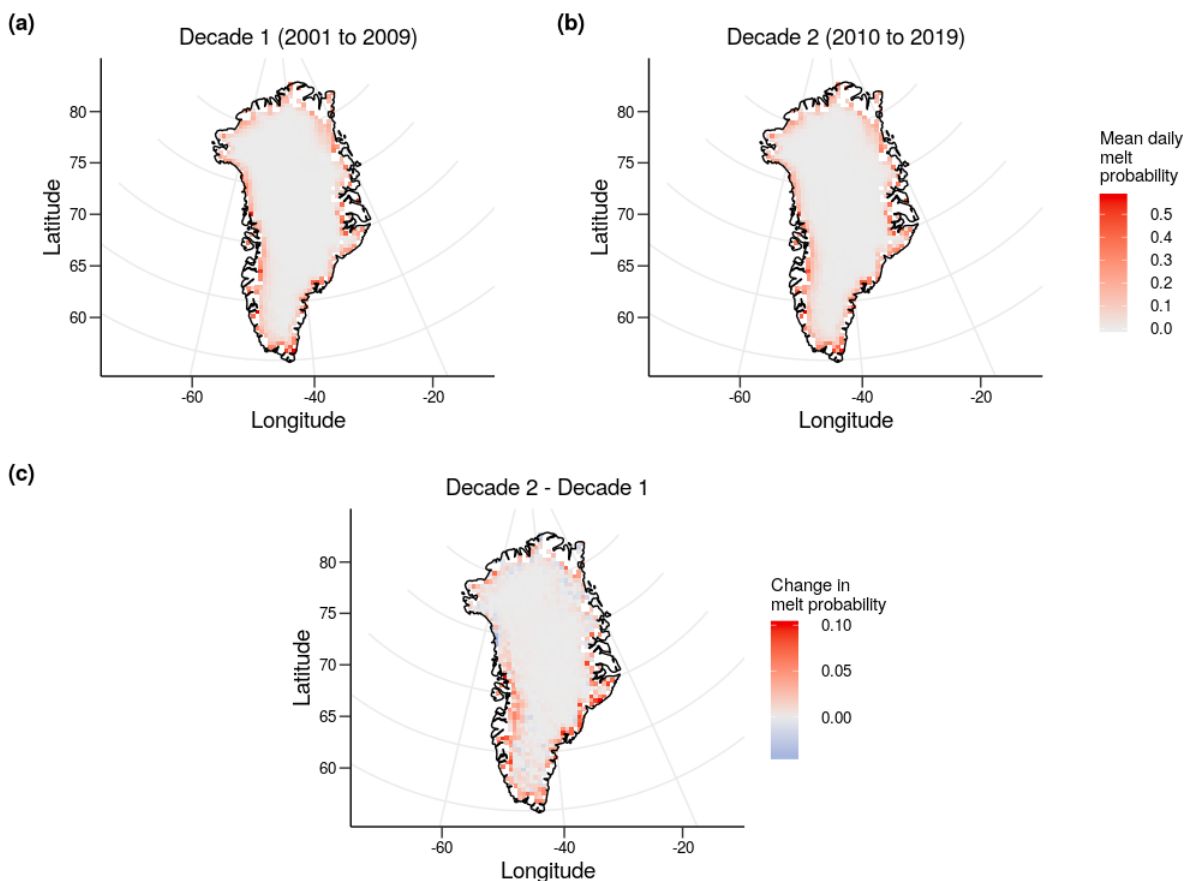 (a)
Decade 1 (2001 to 2009)
80
75
70
65
60
Latitude
-60
-40
-20
Longitude
(b)
Decade 2 (2010 to 2019)
80
75
70
65
60
Latitude
-60
-40
-20
Longitude
Mean daily
melt
probability
0.5
0.4
0.3
0.2
0.1
0.0
(c)
Decade 2 - Decade 1
80
75
70
65
60
Latitude
-60
-40
-20
Longitude
Change in
melt probability
0.10
0.05
0.00